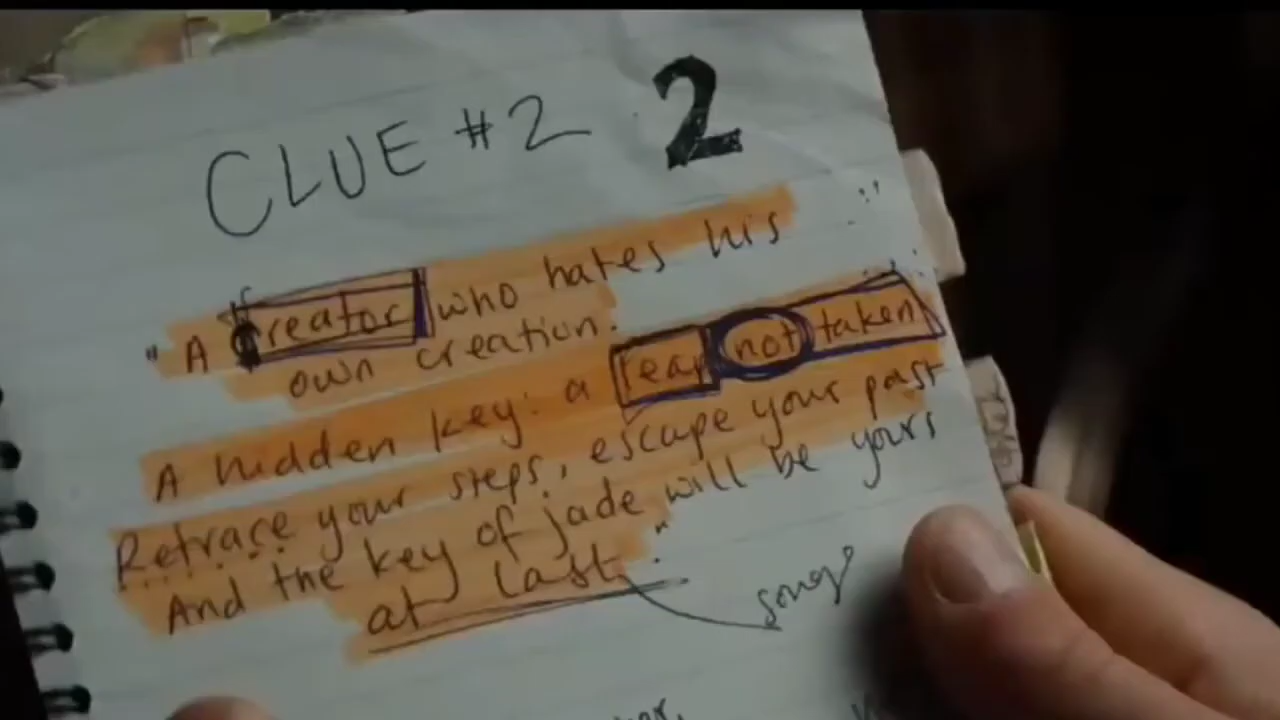 CLUE #2 2
"A creator who hates his
own creation.
A hidden key: a leap not taken
Retrace your steps, escape your past
And the key of jade will be yours
at last."
song?